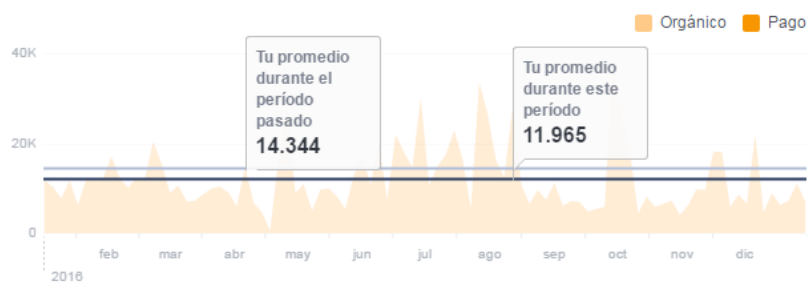 Orgánico Pago
40K
Tu promedio
durante el
período
pasado
14.344
Tu promedio
durante este
período
11.965
20K
0
feb mar abr may jun jul ago sep oct nov dic
2016